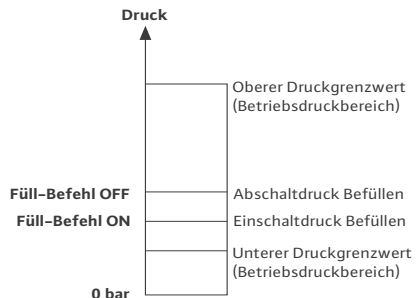 Druck
Oberer Druckgrenzwert
(Betriebsdruckbereich)
Füll-Befehl OFF
Abschaltdruck Befüllen
Füll-Befehl ON
Einschaltdruck Befüllen
Unterer Druckgrenzwert
(Betriebsdruckbereich)
0 bar